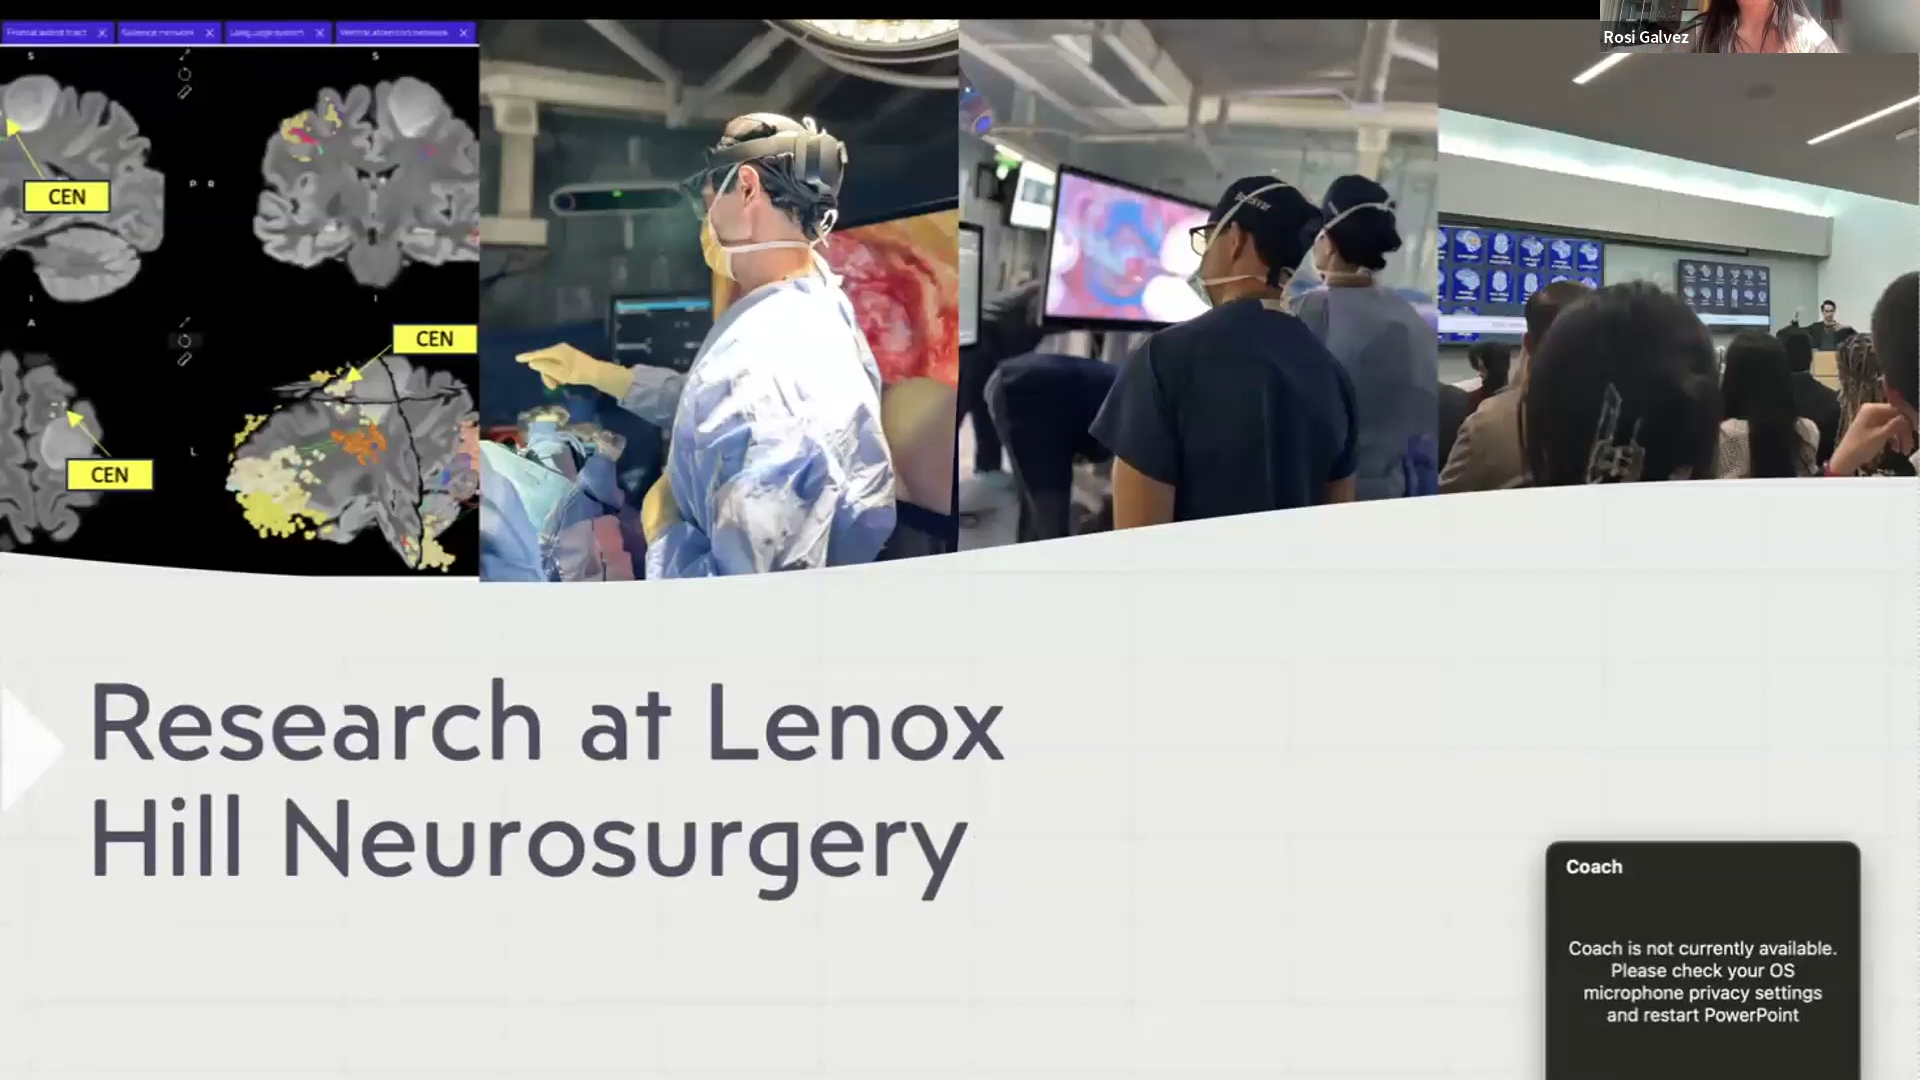 Frontal aslant tract
Salience network
Language system
Ventral attention network
Rosi Galvez
S
S
P R
CEN
I
I
A
CEN
L
CEN
Research at Lenox
Hill Neurosurgery
Coach
Coach is not currently available.
Please check your OS
microphone privacy settings
and restart PowerPoint